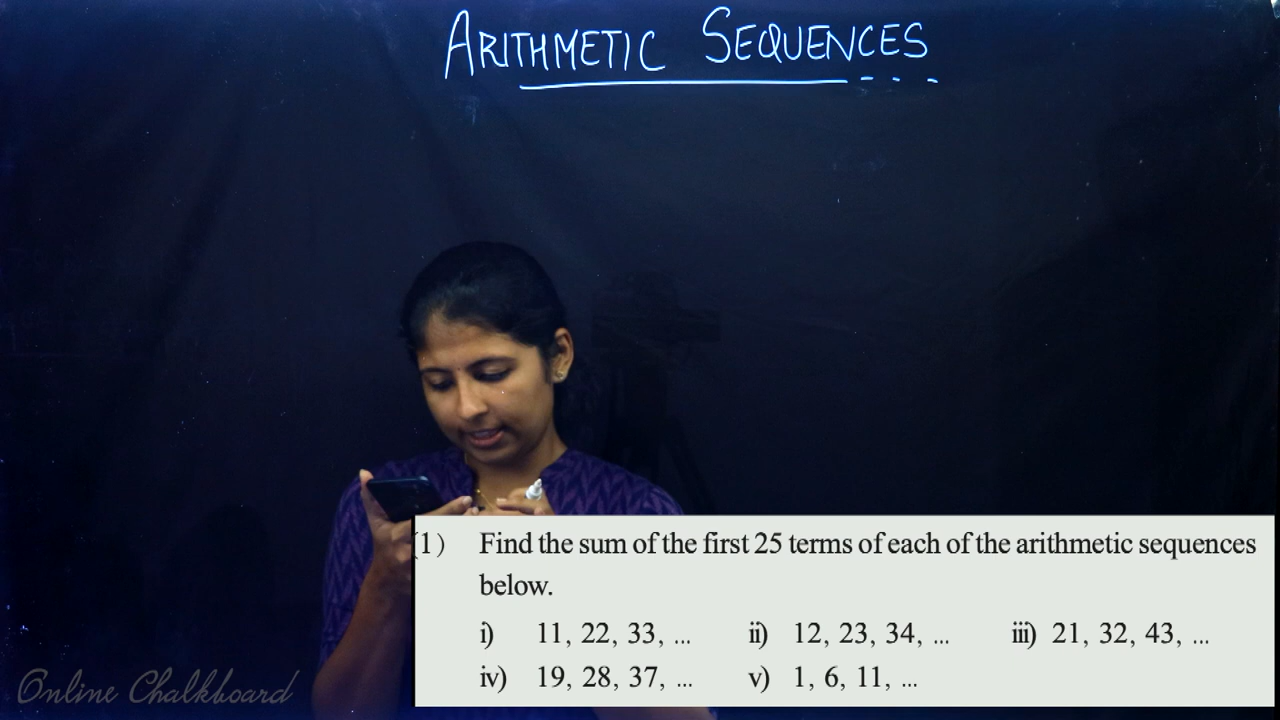 ARITHMETIC SEQUENCES...
(1) Find the sum of the first 25 terms of each of the arithmetic sequences
below.
i) 11, 22, 33, ... ii) 12, 23, 34, ... iii) 21, 32, 43, ...
iv) 19, 28, 37, ... v) 1, 6, 11, ...
Online Chalkboard